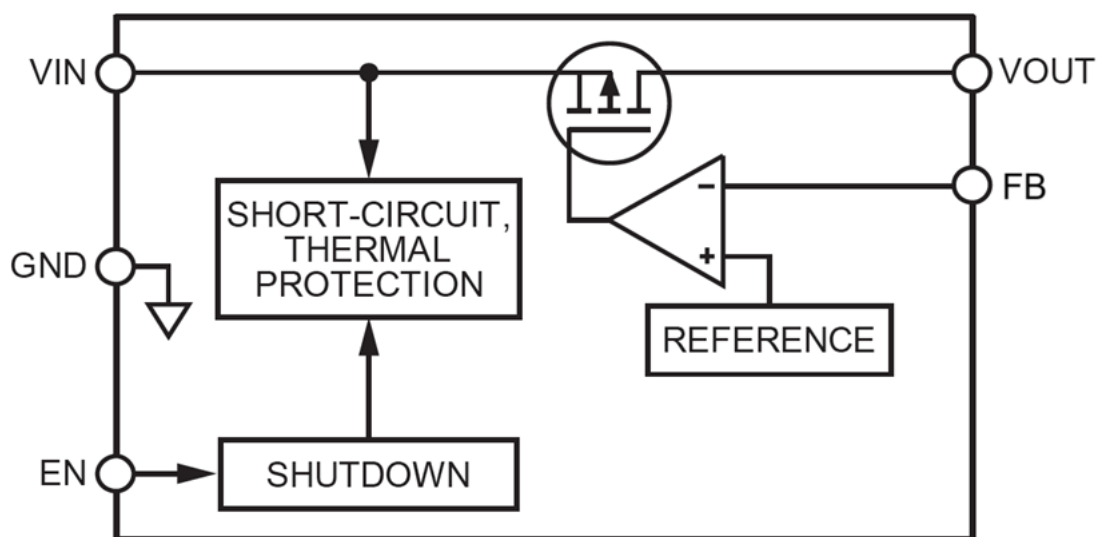 VIN
VOUT
FB
-
SHORT-CIRCUIT,
THERMAL
PROTECTION
GND
+
REFERENCE
EN
SHUTDOWN